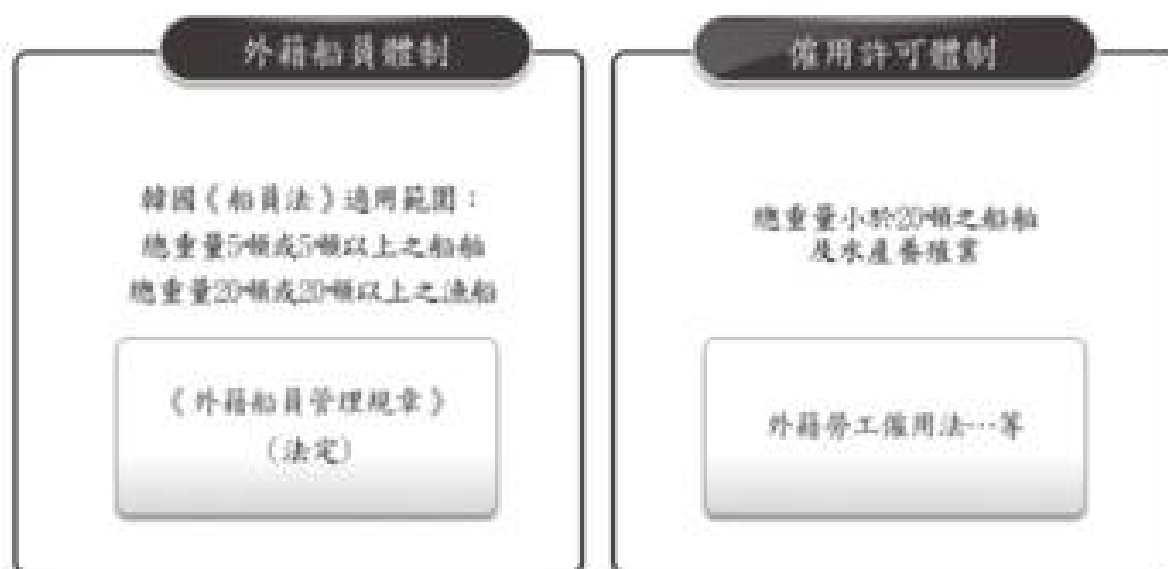 外籍船員體制
韓國《船員法》適用範圍：
總重量5噸或5噸以上之船舶
總重量20噸或20噸以上之漁船
《外籍船員管理規章》
（法定）
僱用許可體制
總重量小於20噸之船舶
及水產養殖業
外籍勞工僱用法…等